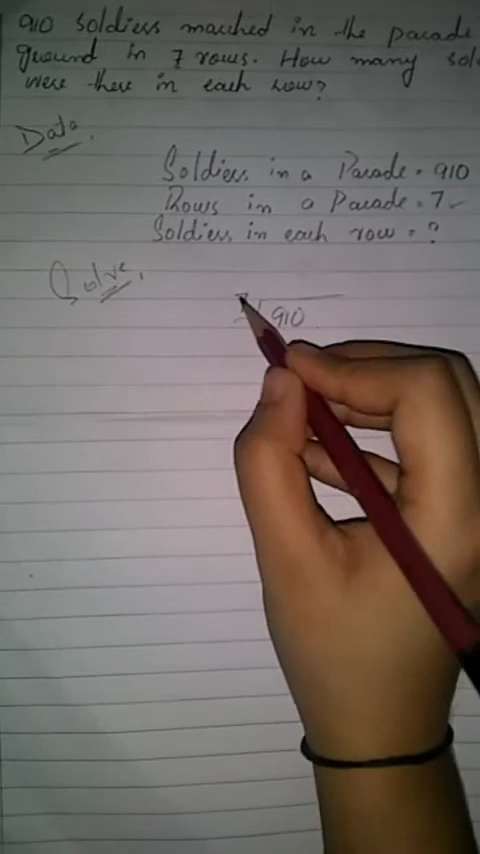 910 soldiers marched in the parade
ground in 7 rows. How many sol
were there in each row?
Data.
Soldiers in a Parade = 910
Rows in a Parade = 7
Soldiers in each row = ?
Solve.
910